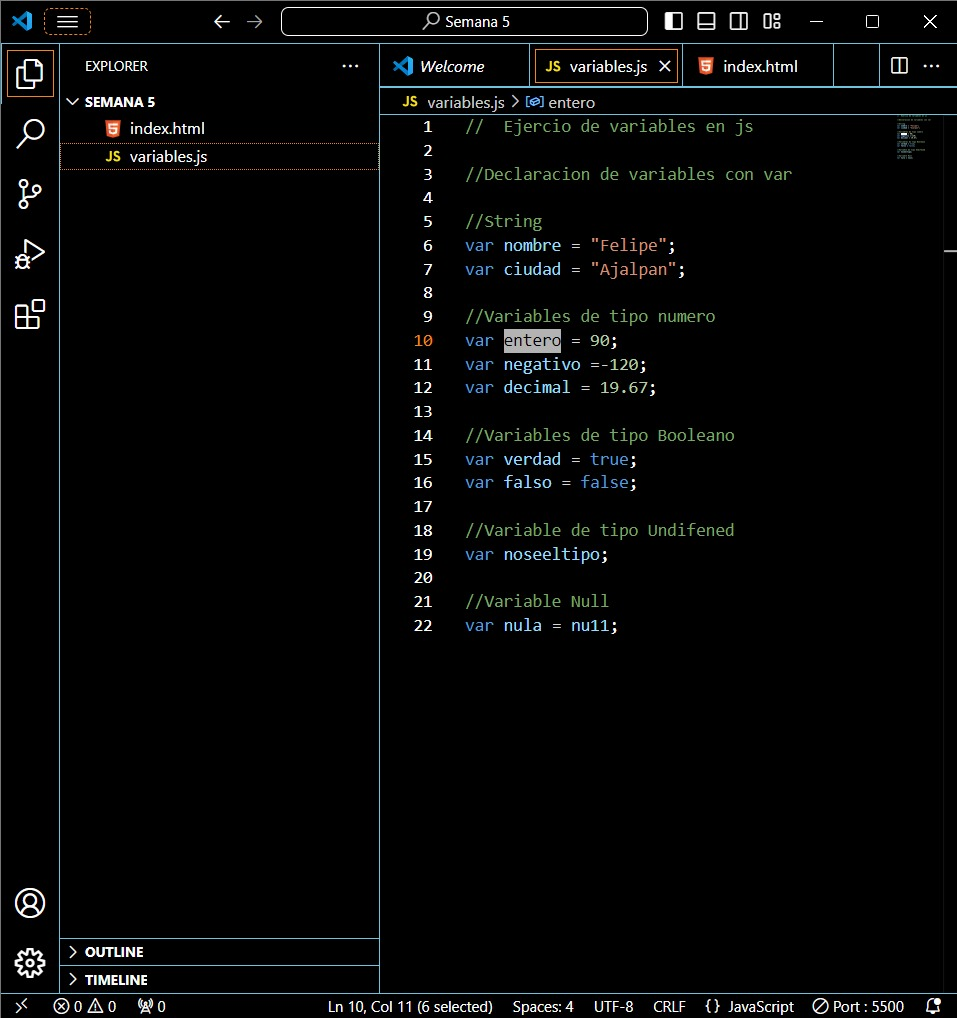 Semana 5
EXPLORER
SEMANA 5
index.html
JS variables.js
OUTLINE
TIMELINE
Welcome
JS variables.js
index.html
JS variables.js > entero
1 //  Ejercio de variables en js
2
3 //Declaracion de variables con var
4
5 //String
6 var nombre = "Felipe";
7 var ciudad = "Ajalpan";
8
9 //Variables de tipo numero
10 var entero = 90;
11 var negativo =-120;
12 var decimal = 19.67;
13
14 //Variables de tipo Booleano
15 var verdad = true;
16 var falso = false;
17
18 //Variable de tipo Undifened
19 var noseeltipo;
20
21 //Variable Null
22 var nula = nu11;
0 0 0 Ln 10, Col 11 (6 selected) Spaces: 4 UTF-8 CRLF {} JavaScript Port : 5500